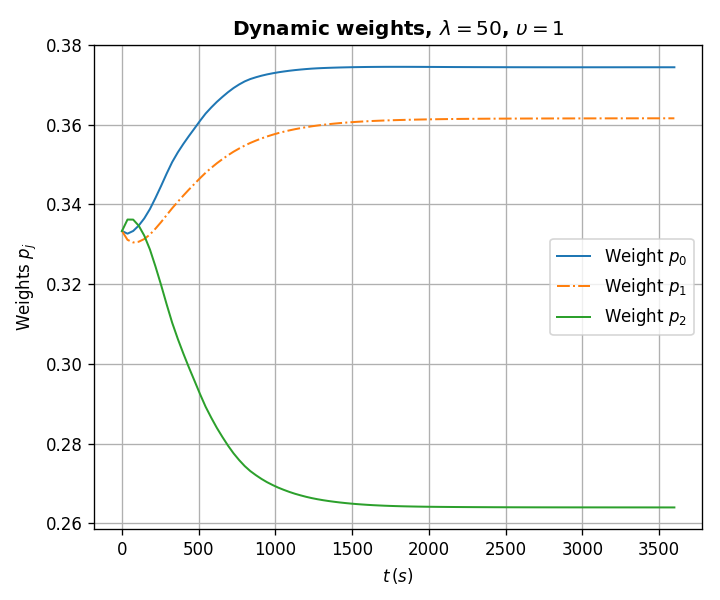 Dynamic weights, λ = 50, υ = 1
0.38
0.36
0.34
0.32
0.30
0.28
0.26
Weights p_j
Weight p_0
Weight p_1
Weight p_2
0 500 1000 1500 2000 2500 3000 3500
t (s)